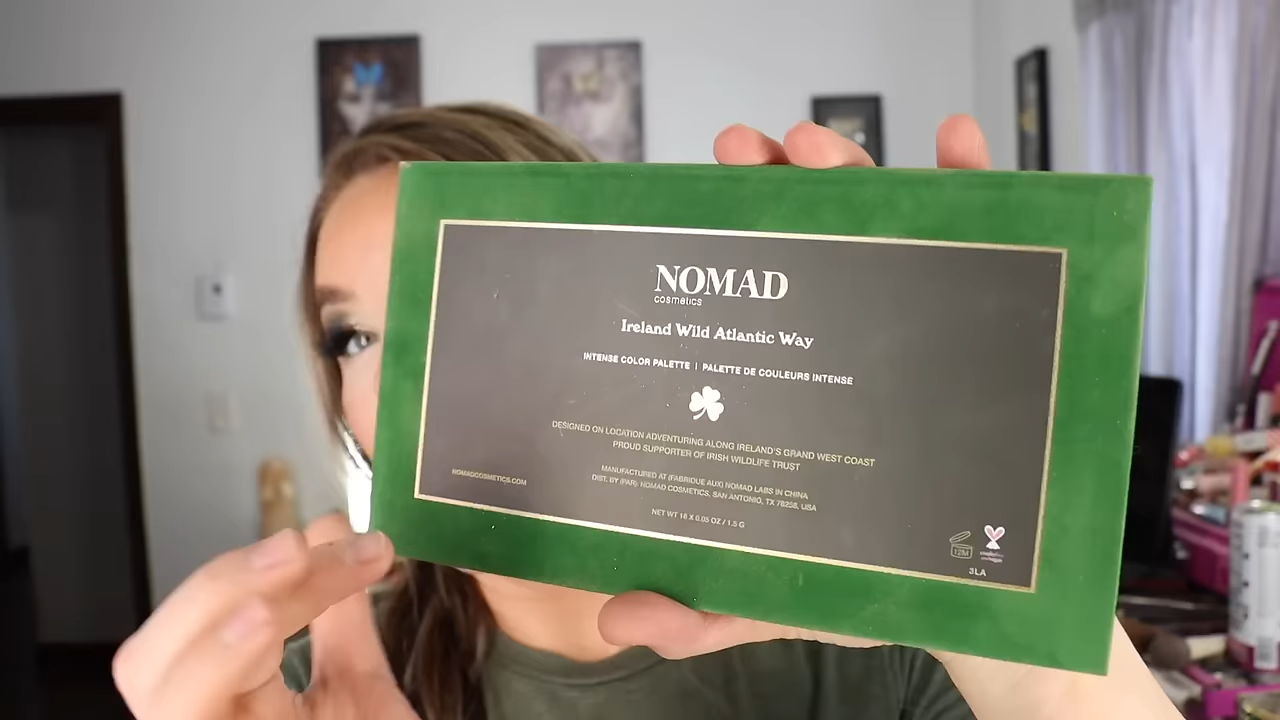 NOMAD
cosmetics
Ireland Wild Atlantic Way
INTENSE COLOR PALETTE | PALETTE DE COULEURS INTENSE
DESIGNED ON LOCATION ADVENTURING ALONG IRELAND'S GRAND WEST COAST
PROUD SUPPORTER OF IRISH WILDLIFE TRUST
NOMADCOSMETICS.COM
MANUFACTURED AT (FABRIQUE AUX) NOMAD LABS IN CHINA
DIST. BY (PAR) NOMAD COSMETICS, SAN ANTONIO, TX 78258, USA
NET WT 18 X 0.05 OZ / 1.5 G
12M
3LA